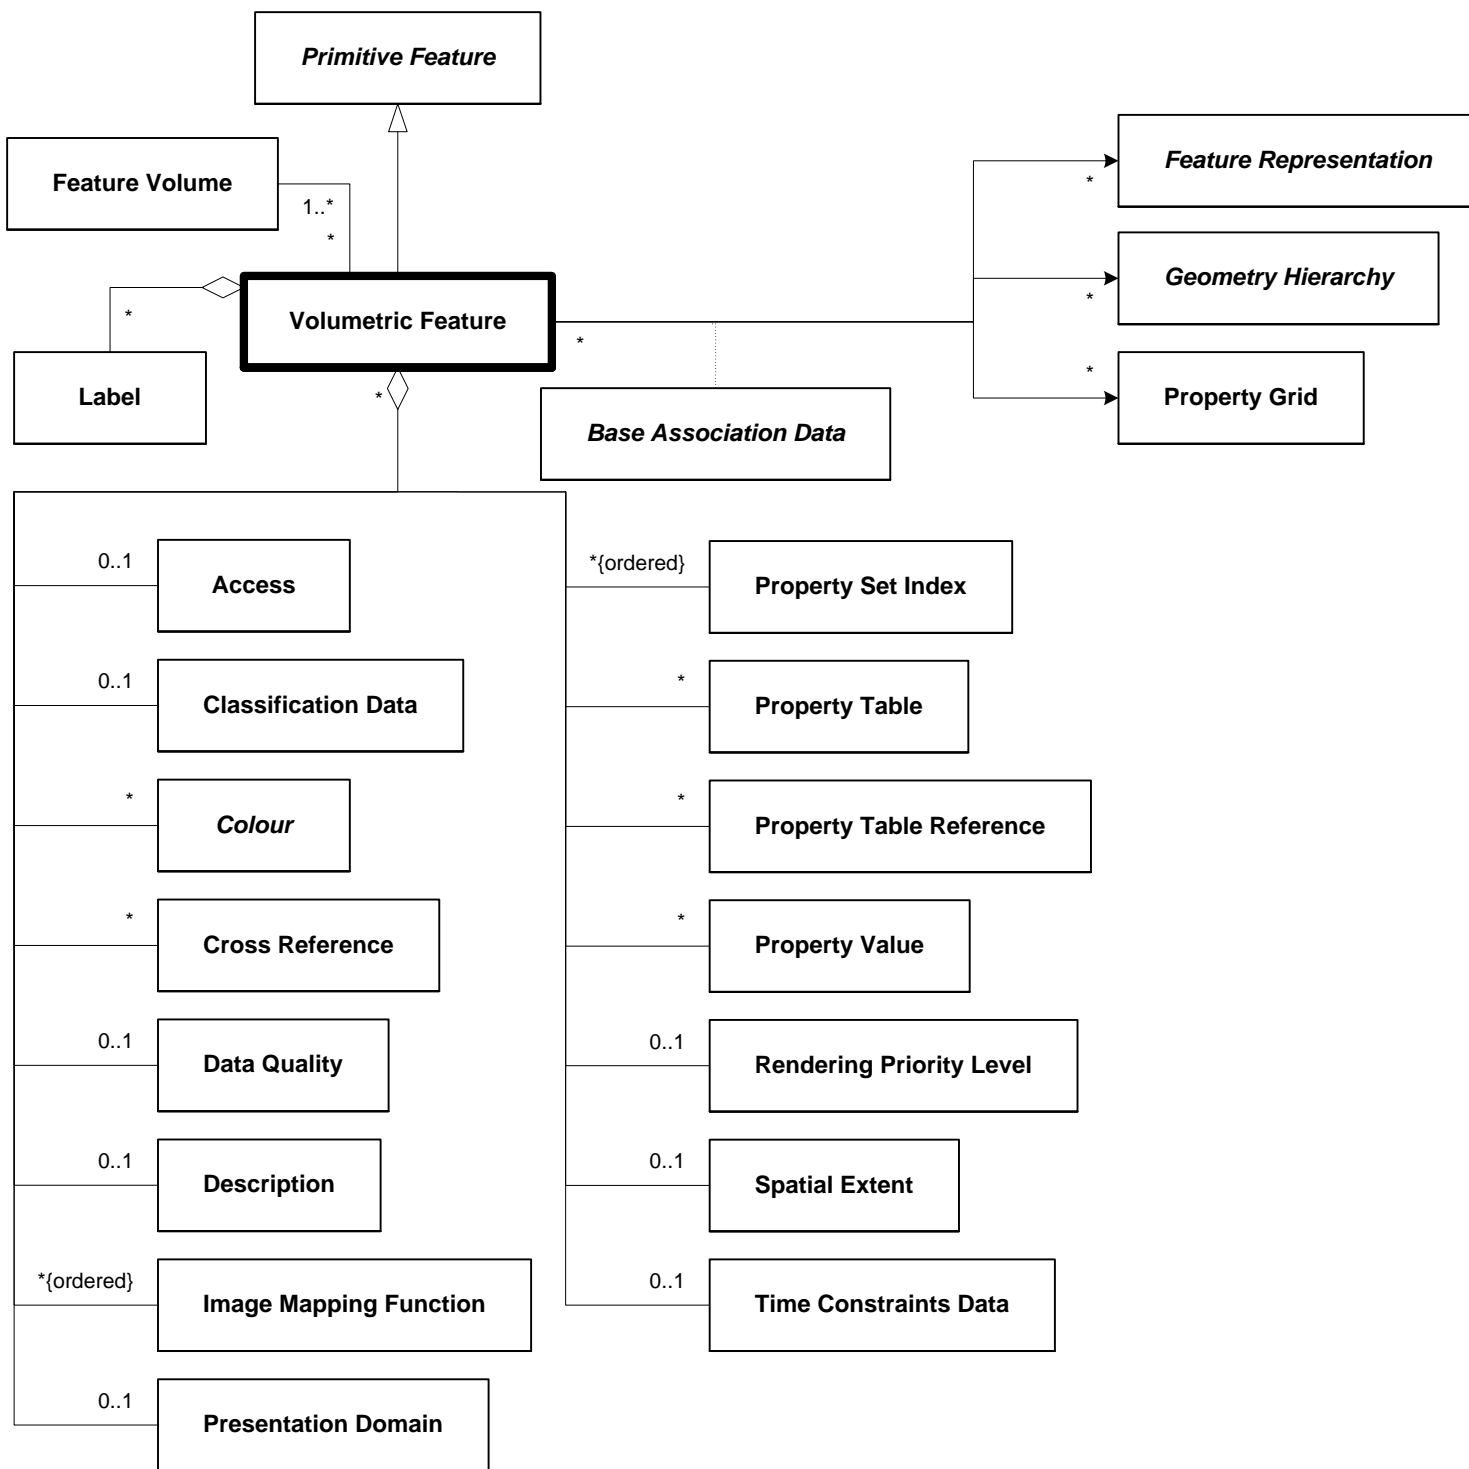 Primitive Feature
Feature Volume
1..*
*
Feature Representation
*
Geometry Hierarchy
*
Volumetric Feature
*
*
Label
*
*
Property Grid
Base Association Data
0..1
Access
*{ordered}
Property Set Index
0..1
Classification Data
*
Property Table
*
Colour
*
Property Table Reference
*
Cross Reference
*
Property Value
0..1
Data Quality
0..1
Rendering Priority Level
0..1
Description
0..1
Spatial Extent
*{ordered}
Image Mapping Function
0..1
Time Constraints Data
0..1
Presentation Domain